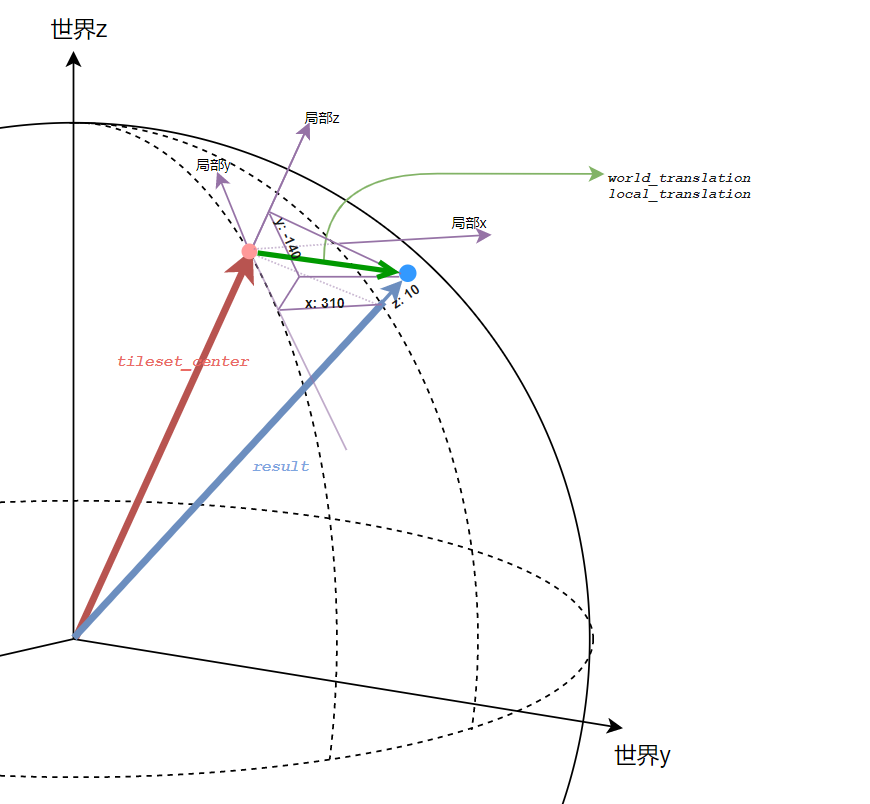 世界z
局部z
局部y
局部x
world_translation
local_translation
y: -140
z: 10
x: 310
tileset_center
result
世界y